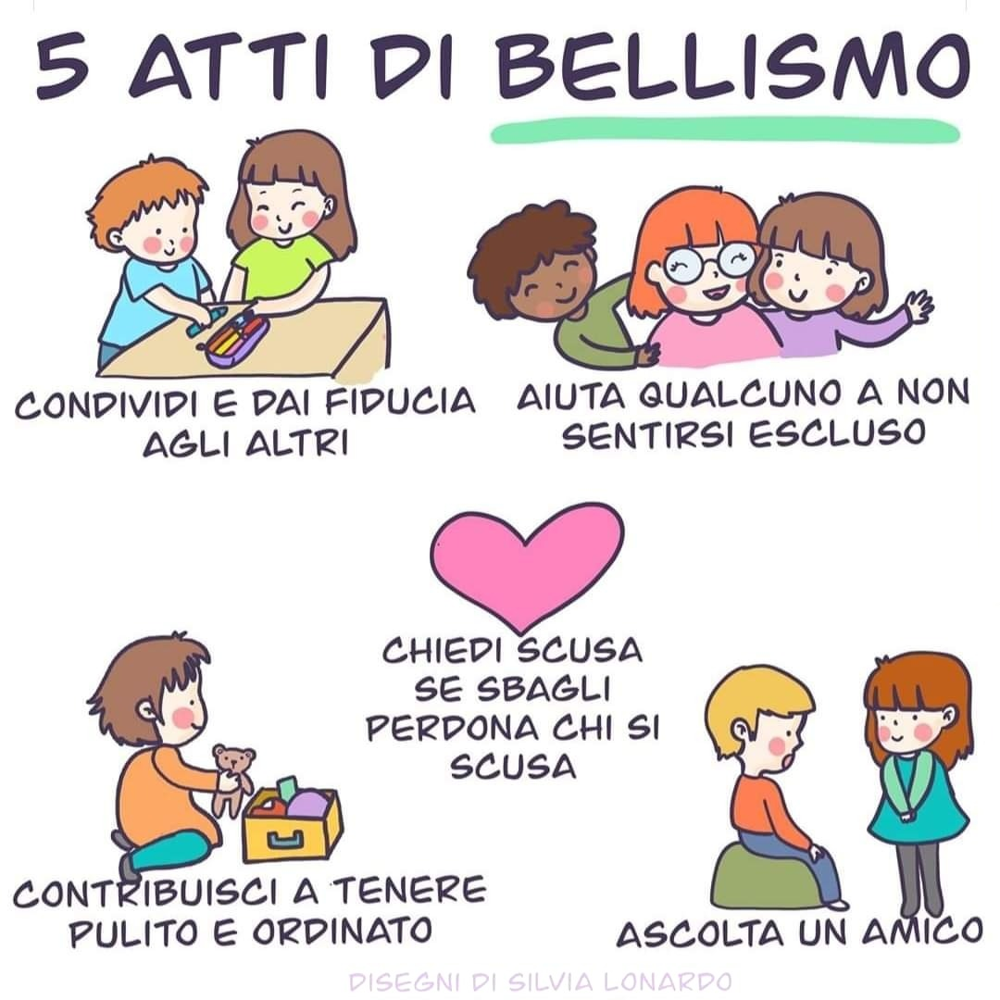 5 ATTI DI BELLISMO
CONDIVIDI E DAI FIDUCIA
AGLI ALTRI
AIUTA QUALCUNO A NON
SENTIRSI ESCLUSO
CHIEDI SCUSA
SE SBAGLI
PERDONA CHI SI
SCUSA
CONTRIBUISCI A TENERE
PULITO E ORDINATO
ASCOLTA UN AMICO
DISEGNI DI SILVIA LONARDO